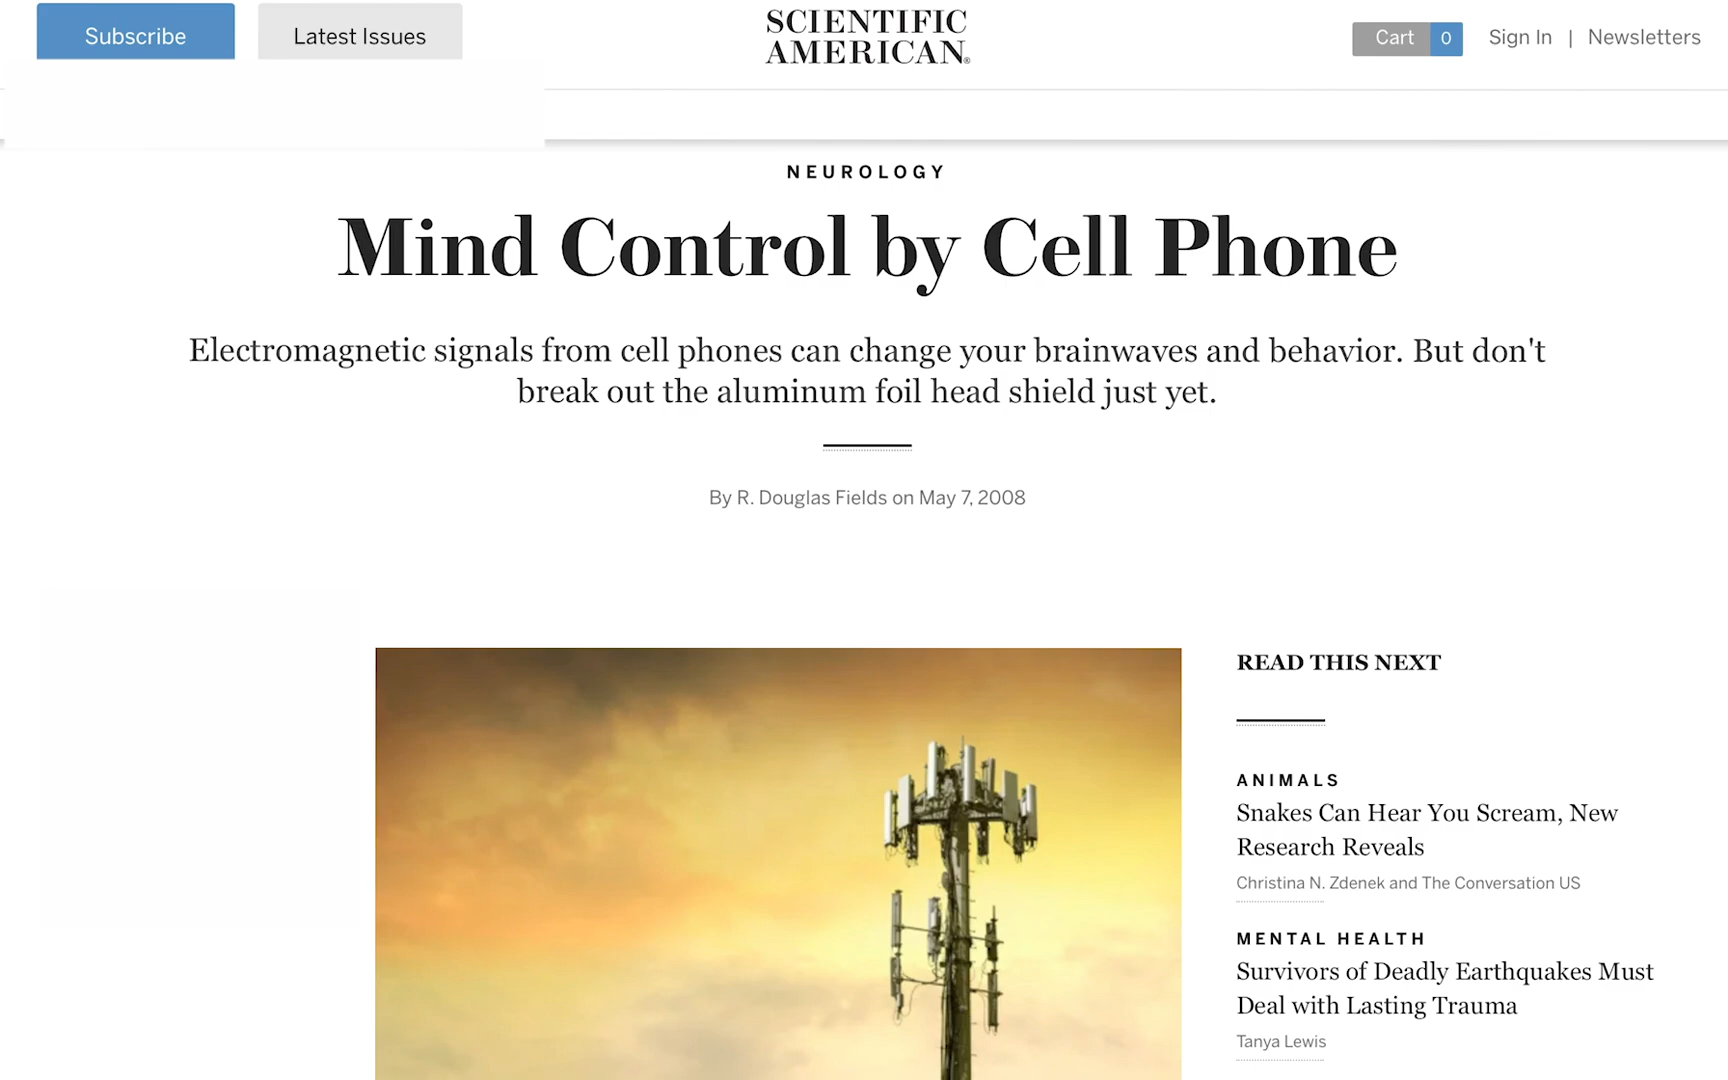 Subscribe
Latest Issues
SCIENTIFIC
AMERICAN®
Cart 0
Sign In | Newsletters
NEUROLOGY
Mind Control by Cell Phone
Electromagnetic signals from cell phones can change your brainwaves and behavior. But don't
break out the aluminum foil head shield just yet.
By R. Douglas Fields on May 7, 2008
READ THIS NEXT
ANIMALS
Snakes Can Hear You Scream, New
Research Reveals
Christina N. Zdenek and The Conversation US
MENTAL HEALTH
Survivors of Deadly Earthquakes Must
Deal with Lasting Trauma
Tanya Lewis